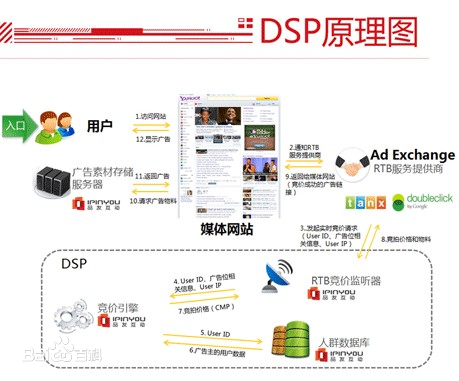 DSP原理图
入口
用户
1.访问网站
12.显示广告
YAHOO!
2.通知RTB
服务提供商
9.返回给媒体网站
(竞价成功的广告链
接)
Ad Exchange
RTB服务提供商
tanx
doubleclick
by Google
广告素材存储
服务器
IPINYOU
品友互动
11.返回广告
10.请求广告物料
媒体网站
3.发起实时竞价请求
(User ID、广告位相
关信息、User IP)
8.竞拍价格和物料
DSP
4. User ID、广告位相
关信息、User IP
7.竞拍价格(CMP)
RTB竞价监听器
IPINYOU
品友互动
竞价引擎
IPINYOU
品友互动
5. User ID
6.广告主的用户数据
人群数据库
IPINYOU
品友互动
Bai百科